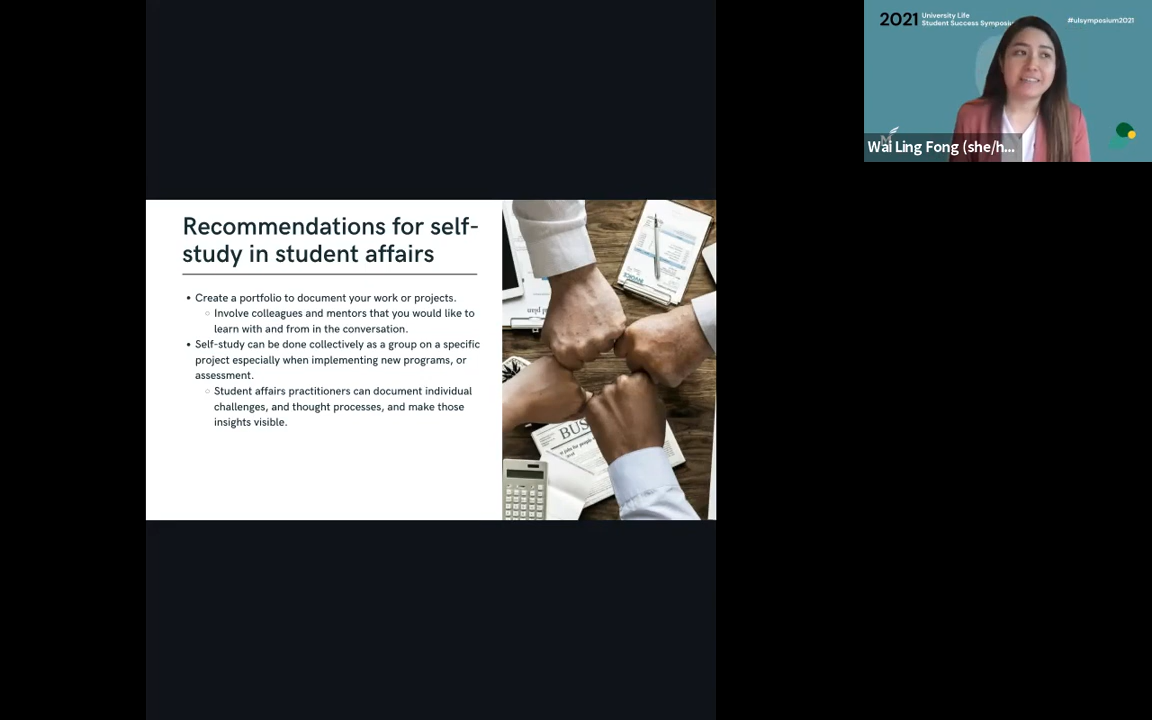 Recommendations for self-
study in student affairs
• Create a portfolio to document your work or projects.
○ Involve colleagues and mentors that you would like to
learn with and from in the conversation.
• Self-study can be done collectively as a group on a specific
project especially when implementing new programs, or
assessment.
○ Student affairs practitioners can document individual
challenges, and thought processes, and make those
insights visible.
BUS
2021 University Life
Student Success Symposiu
#ulsymposium2021
Wai Ling Fong (she/h...